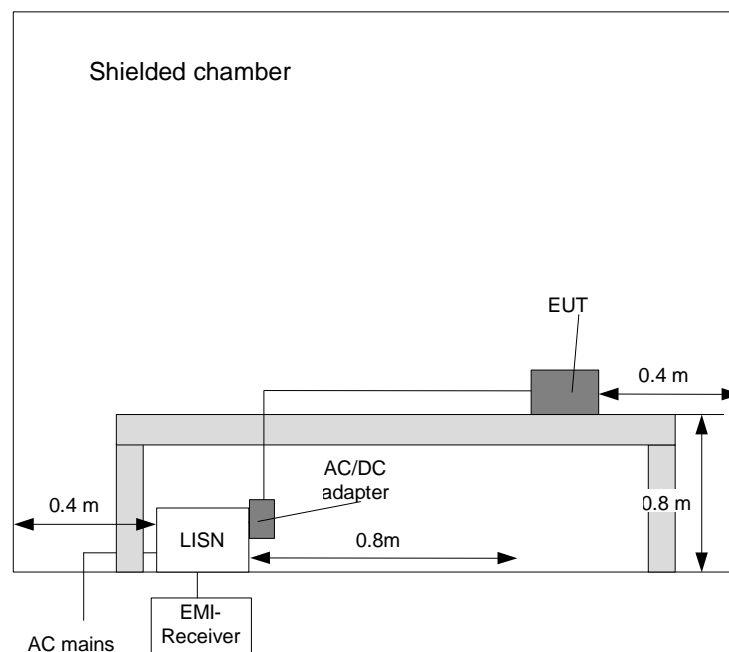 Shielded chamber
EUT
0.4 m
AC/DC
adapter
0.4 m
0.8 m
LISN
0.8m
EMI-
Receiver
AC mains